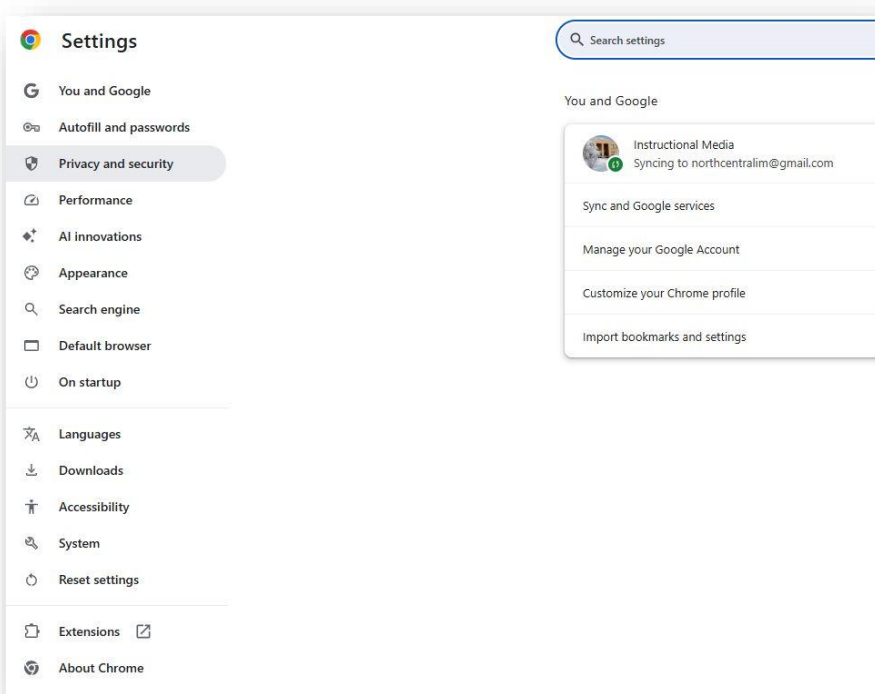 Settings
Search settings
You and Google
Autofill and passwords
Privacy and security
Performance
AI innovations
Appearance
Search engine
Default browser
On startup
Languages
Downloads
Accessibility
System
Reset settings
Extensions
About Chrome
You and Google
Instructional Media
Syncing to northcentralim@gmail.com
Sync and Google services
Manage your Google Account
Customize your Chrome profile
Import bookmarks and settings